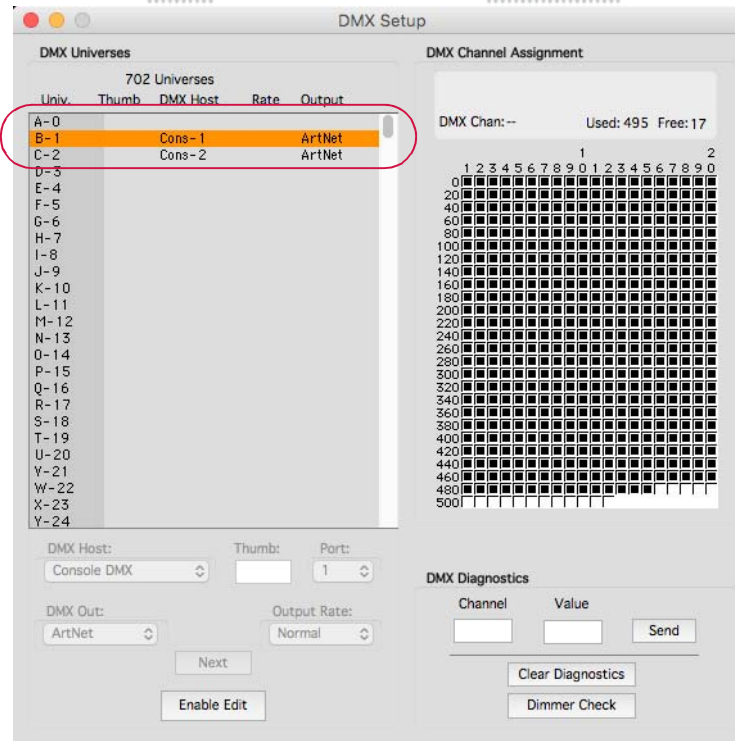 DMX Setup
DMX Universes
702 Universes
Univ. Thumb DMX Host Rate Output
A-0
B-1 Cons-1 ArtNet
C-2 Cons-2 ArtNet
D-3
E-4
F-5
G-6
H-7
I-8
J-9
K-10
L-11
M-12
N-13
O-14
P-15
Q-16
R-17
S-18
T-19
U-20
V-21
W-22
X-23
Y-24
DMX Host: Thumb: Port:
Console DMX 1
DMX Out: Output Rate:
ArtNet Normal
Next
Enable Edit
DMX Channel Assignment
DMX Chan:-- Used: 495 Free: 17
1 2
1 2 3 4 5 6 7 8 9 0 1 2 3 4 5 6 7 8 9 0
0
20
40
60
80
100
120
140
160
180
200
220
240
260
280
300
320
340
360
380
400
420
440
460
480
500
DMX Diagnostics
Channel Value
Send
Clear Diagnostics
Dimmer Check